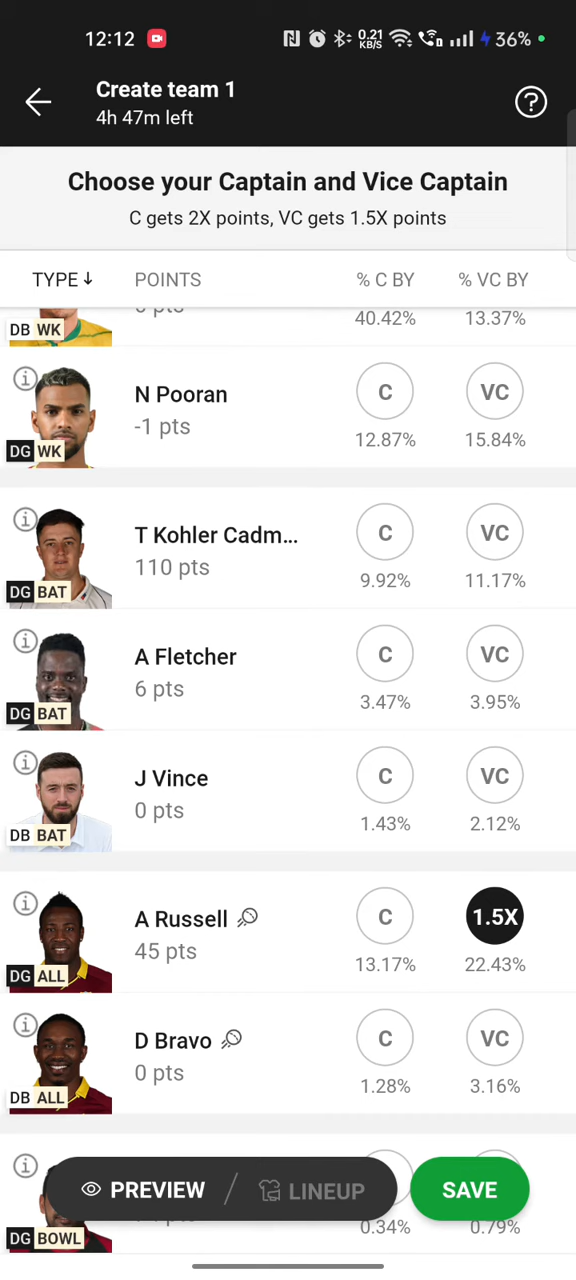 12:12
0.21 KB/S
36%
Create team 1
4h 47m left
Choose your Captain and Vice Captain
C gets 2X points, VC gets 1.5X points
TYPE↓ POINTS % C BY % VC BY
DB WK 40.42% 13.37%
N Pooran C VC
-1 pts
DG WK 12.87% 15.84%
T Kohler Cadm... C VC
110 pts
DG BAT 9.92% 11.17%
A Fletcher C VC
6 pts
DG BAT 3.47% 3.95%
J Vince C VC
0 pts
DB BAT 1.43% 2.12%
A Russell C 1.5X
45 pts
DG ALL 13.17% 22.43%
D Bravo C VC
0 pts
DB ALL 1.28% 3.16%
PREVIEW / LINEUP SAVE
DG BOWL 0.34% 0.79%